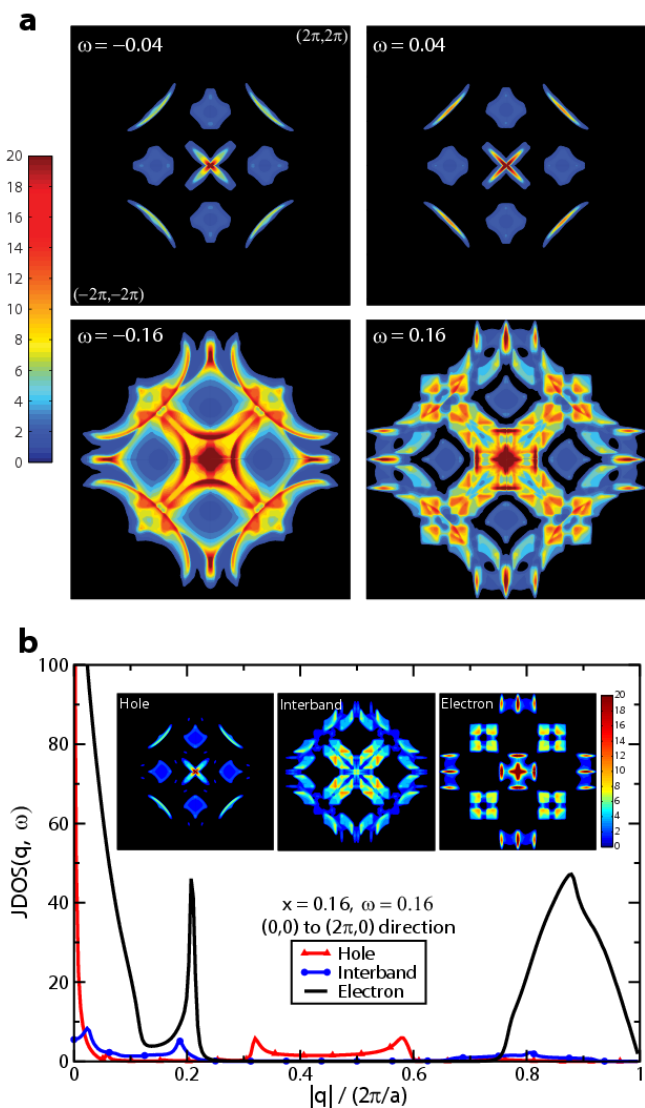 a
ω = −0.04
(2π,2π)
ω = 0.04
(−2π,−2π)
20
18
16
14
12
10
8
6
4
2
0
ω = −0.16
ω = 0.16
b
100
80
60
40
20
0
JDOS(q, ω)
Hole
Interband
Electron
20
18
16
14
12
10
8
6
4
2
0
x = 0.16, ω = 0.16
(0,0) to (2π,0) direction
Hole
Interband
Electron
0 0.2 0.4 0.6 0.8 1
|q| / (2π/a)